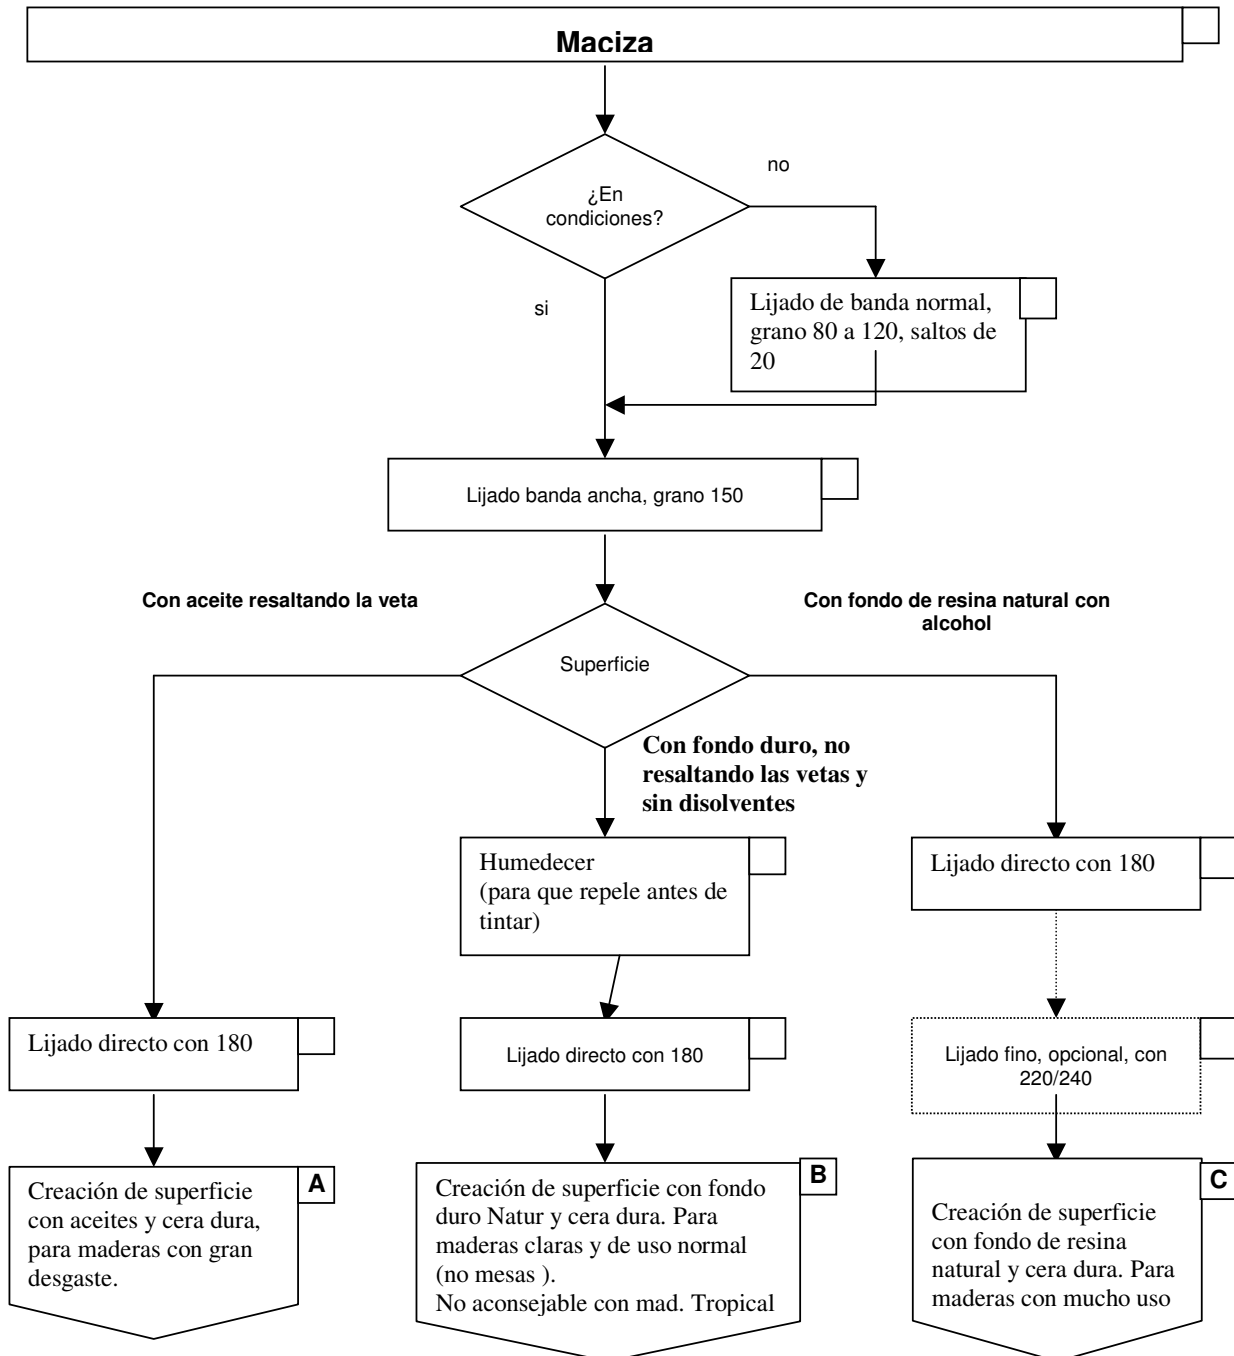 Maciza
no
¿En
condiciones?
si
Lijado de banda normal,
grano 80 a 120, saltos de
20
Lijado banda ancha, grano 150
Con aceite resaltando la veta
Con fondo de resina natural con
alcohol
Superficie
Con fondo duro, no
resaltando las vetas y
sin disolventes
Humedecer
(para que repele antes de
tintar)
Lijado directo con 180
Lijado directo con 180
Lijado directo con 180
Lijado fino, opcional, con
220/240
A
Creación de superficie
con aceites y cera dura,
para maderas con gran
desgaste.
B
Creación de superficie con fondo
duro Natur y cera dura. Para
maderas claras y de uso normal
(no mesas ).
No aconsejable con mad. Tropical
C
Creación de superficie
con fondo de resina
natural y cera dura. Para
maderas con mucho uso